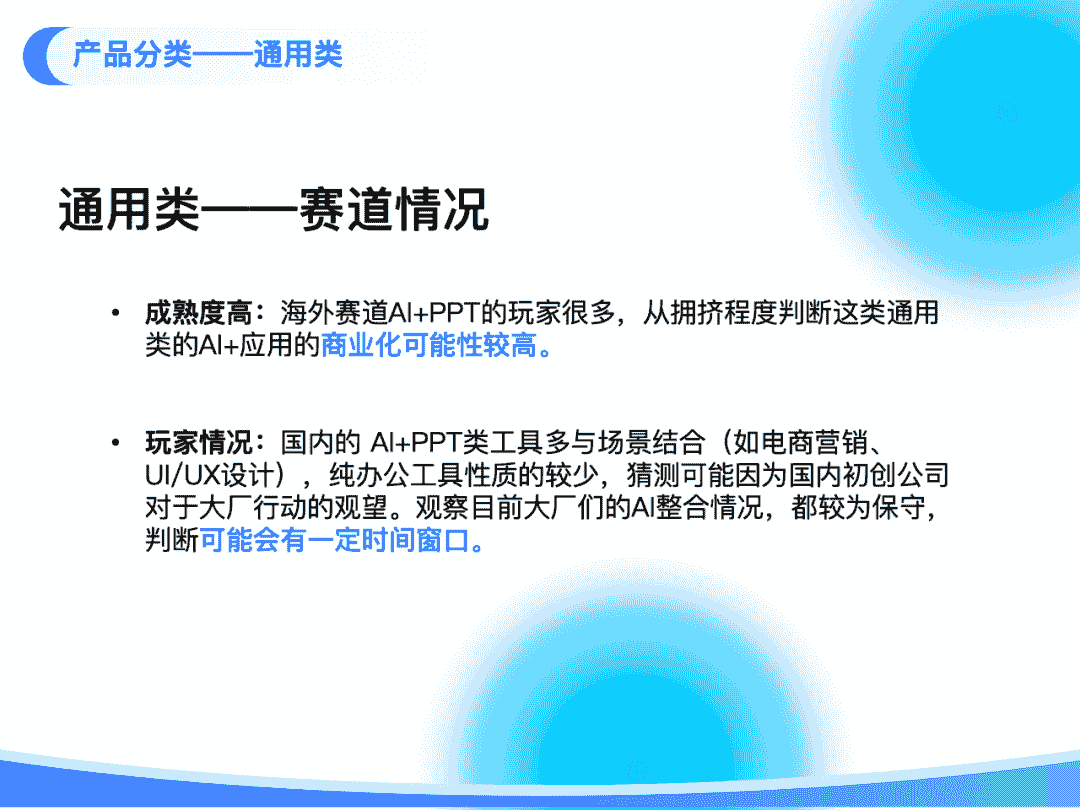 产品分类——通用类
通用类——赛道情况
• 成熟度高：海外赛道AI+PPT的玩家很多，从拥挤程度判断这类通用
类的AI+应用的商业化可能性较高。
• 玩家情况：国内的 AI+PPT类工具多与场景结合（如电商营销、
UI/UX设计），纯办公工具性质的较少，猜测可能因为国内初创公司
对于大厂行动的观望。观察目前大厂们的AI整合情况，都较为保守，
判断可能会有一定时间窗口。